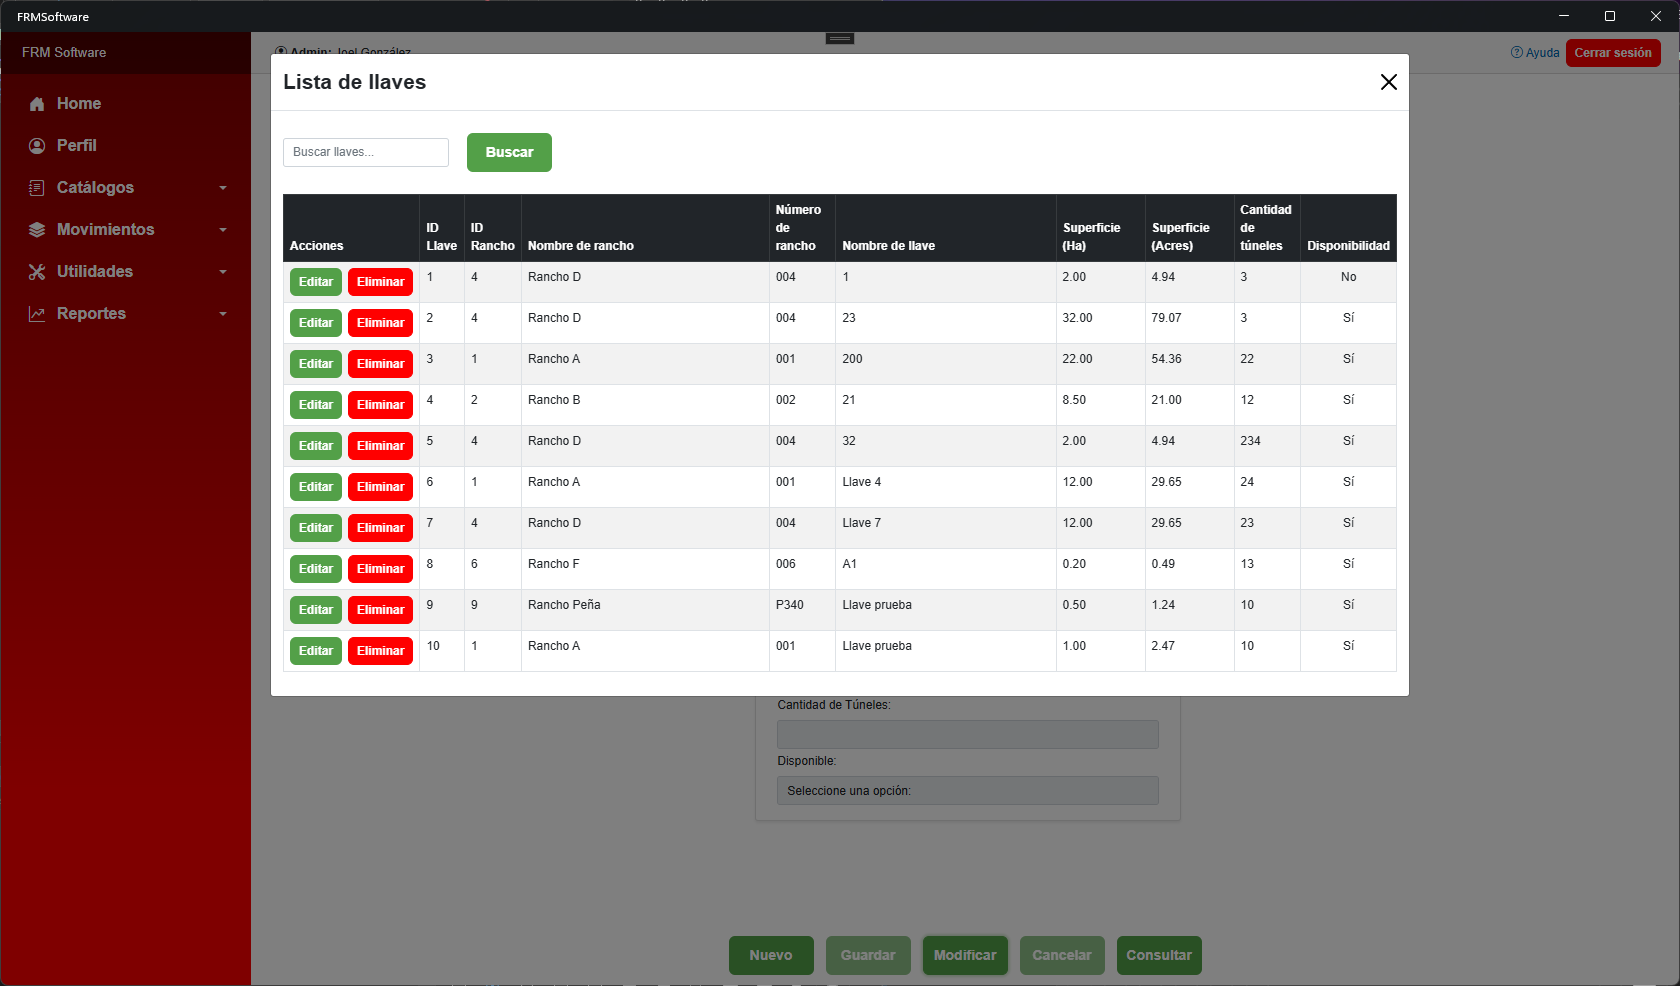 FRMSoftware
FRM Software
Admin: Joel González
Ayuda
Cerrar sesión
Home
Perfil
Catálogos
Movimientos
Utilidades
Reportes
Lista de llaves
Buscar llaves...
Buscar
Acciones ID Llave ID Rancho Nombre de rancho Número de rancho Nombre de llave Superficie (Ha) Superficie (Acres) Cantidad de túneles Disponibilidad
Editar Eliminar 1 4 Rancho D 004 1 2.00 4.94 3 No
Editar Eliminar 2 4 Rancho D 004 23 32.00 79.07 3 Sí
Editar Eliminar 3 1 Rancho A 001 200 22.00 54.36 22 Sí
Editar Eliminar 4 2 Rancho B 002 21 8.50 21.00 12 Sí
Editar Eliminar 5 4 Rancho D 004 32 2.00 4.94 234 Sí
Editar Eliminar 6 1 Rancho A 001 Llave 4 12.00 29.65 24 Sí
Editar Eliminar 7 4 Rancho D 004 Llave 7 12.00 29.65 23 Sí
Editar Eliminar 8 6 Rancho F 006 A1 0.20 0.49 13 Sí
Editar Eliminar 9 9 Rancho Peña P340 Llave prueba 0.50 1.24 10 Sí
Editar Eliminar 10 1 Rancho A 001 Llave prueba 1.00 2.47 10 Sí
Cantidad de Túneles:
Disponible:
Seleccione una opción:
Nuevo Guardar Modificar Cancelar Consultar